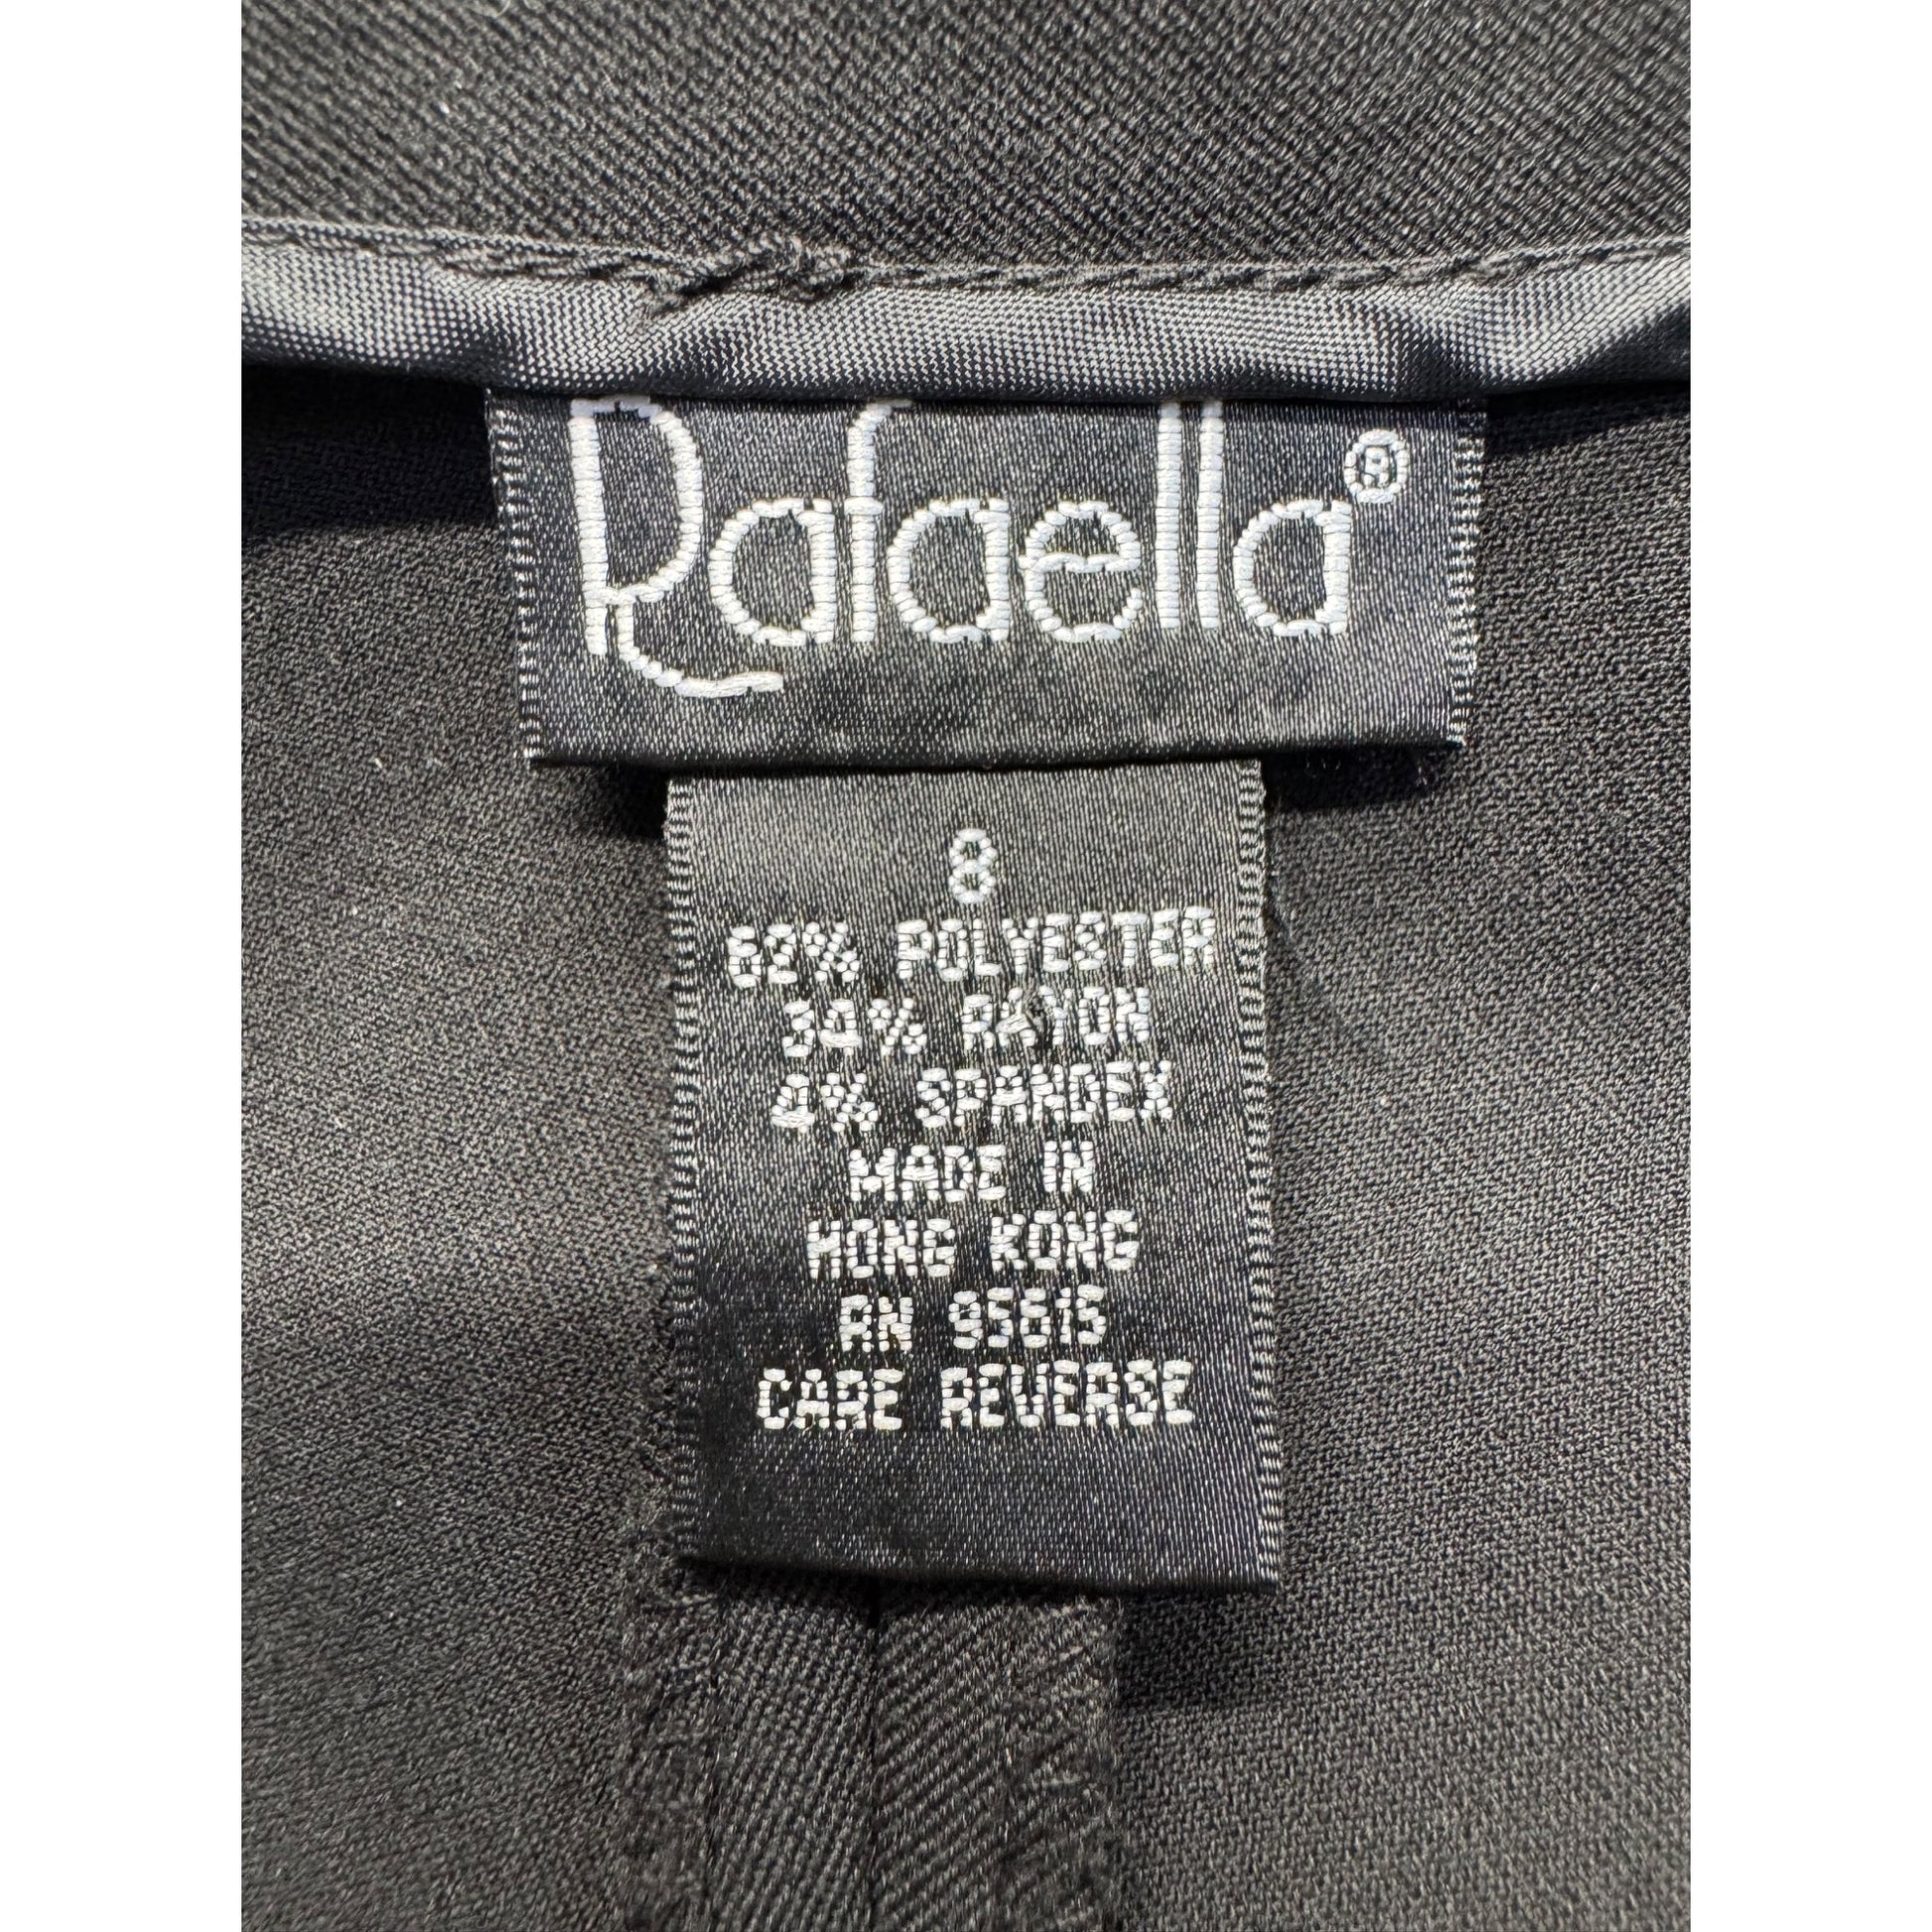 Rafaella®
8
62% POLYESTER
34% RAYON
4% SPANDEX
MADE IN
HONG KONG
RN 95615
CARE REVERSE